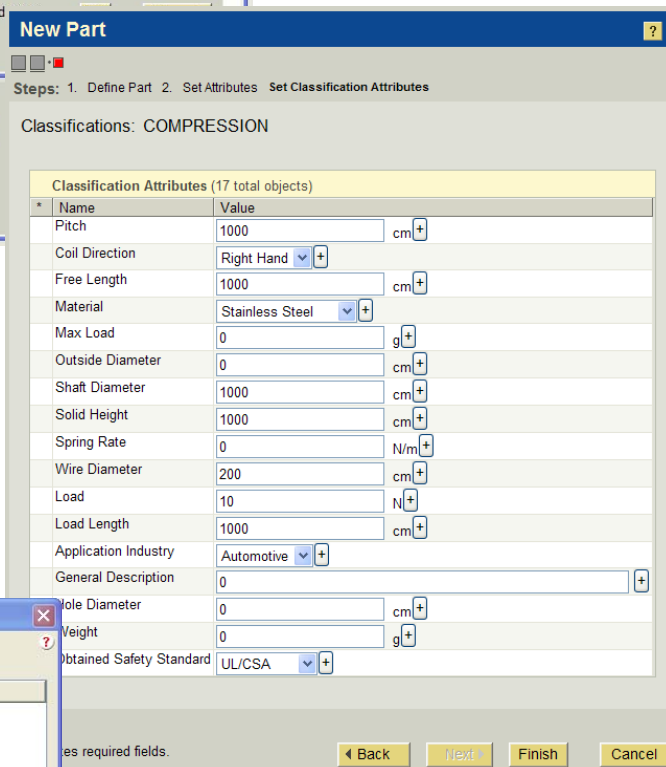 New Part
?
Steps: 1. Define Part 2. Set Attributes Set Classification Attributes
Classifications: COMPRESSION
Classification Attributes (17 total objects)
* Name Value
Pitch 1000 cm +
Coil Direction Right Hand +
Free Length 1000 cm +
Material Stainless Steel +
Max Load 0 g +
Outside Diameter 0 cm +
Shaft Diameter 1000 cm +
Solid Height 1000 cm +
Spring Rate 0 N/m +
Wire Diameter 200 cm +
Load 10 N +
Load Length 1000 cm +
Application Industry Automotive +
General Description 0 +
Hole Diameter 0 cm +
Weight 0 g +
?
Obtained Safety Standard UL/CSA +
es required fields.
Back Next Finish Cancel